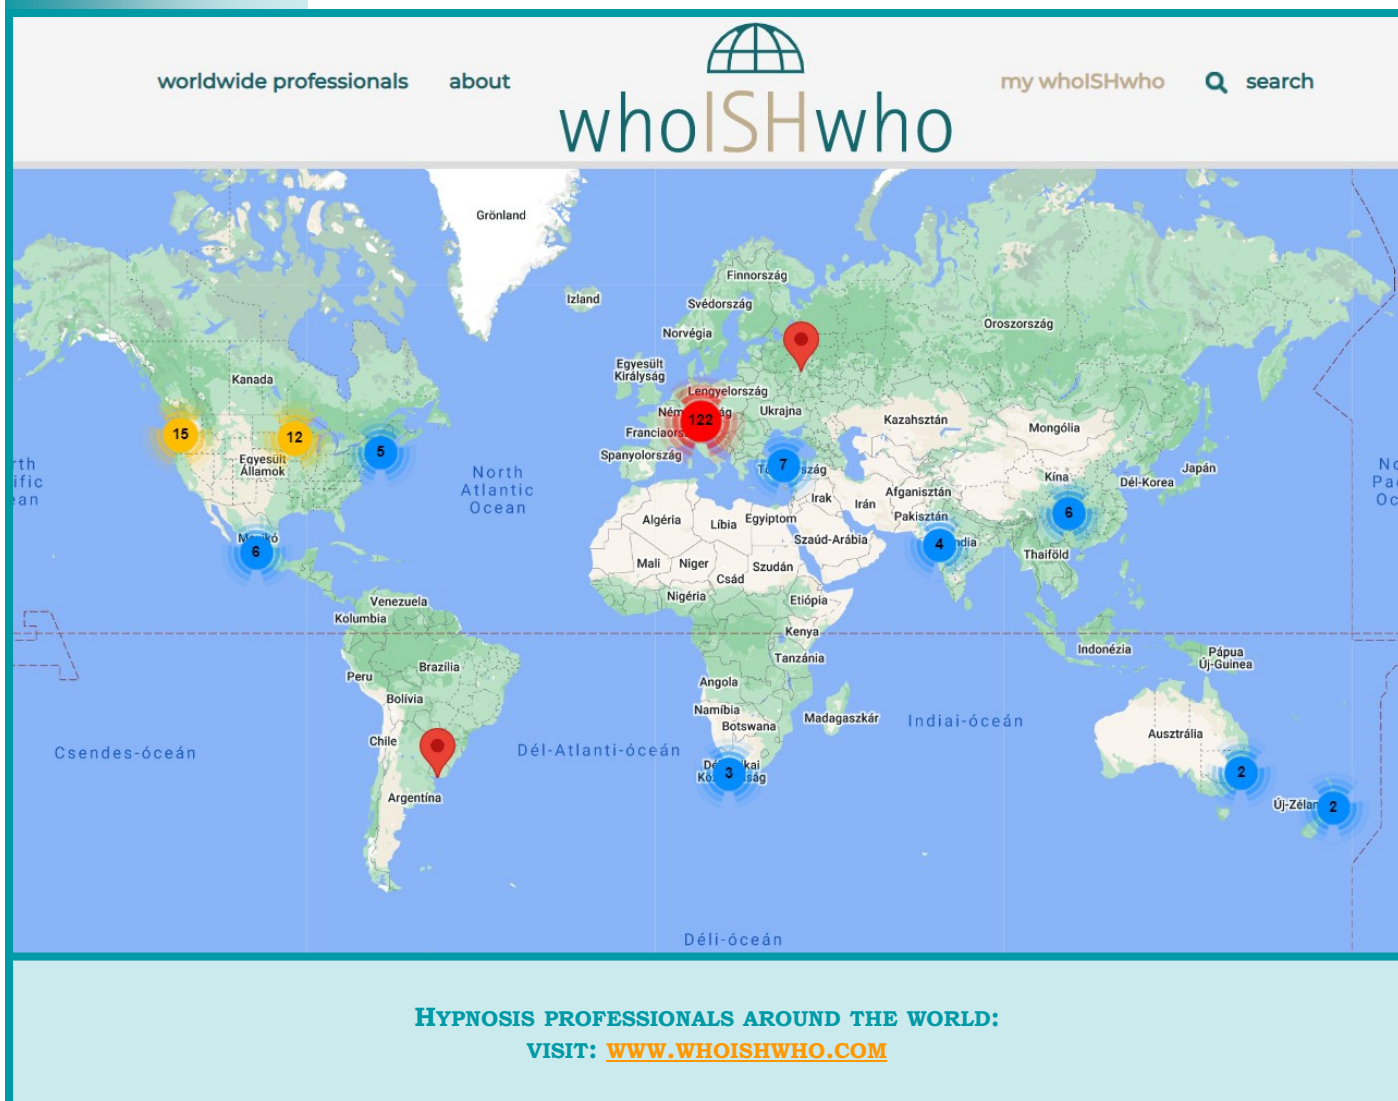 worldwide professionals about
whoISHwho
my whoISHwho search
Grönland
Izland
Finnország
Svédország
Norvégia
Oroszország
Egyesült
Királyság
Kanada
Lengyelország
Ukrajna
122
Spanyolország
Kazahsztán
Mongólia
15
12
5
7
Egyesült
Államok
North
Atlantic
Ocean
Irak
Irán
Afganisztán
Pakisztán
Kína
Dél-Korea
Japán
6
Algéria
Líbia
Egyiptom
Szaúd-Arábia
4
6
Thaiföld
Mali
Niger
Csád
Szudán
Nigéria
Etiópia
Venezuela
Kolumbia
Kenya
Tanzánia
Indonézia
Pápua
Új-Guinea
Brazília
Peru
Bolívia
Angola
Namíbia
Botswana
Madagaszkár
Indiai-óceán
Csendes-óceán
Chile
Dél-Atlanti-óceán
Ausztrália
3
2
2
Argentína
Déli-óceán
Hypnosis professionals around the world:
visit: www.whoishwho.com